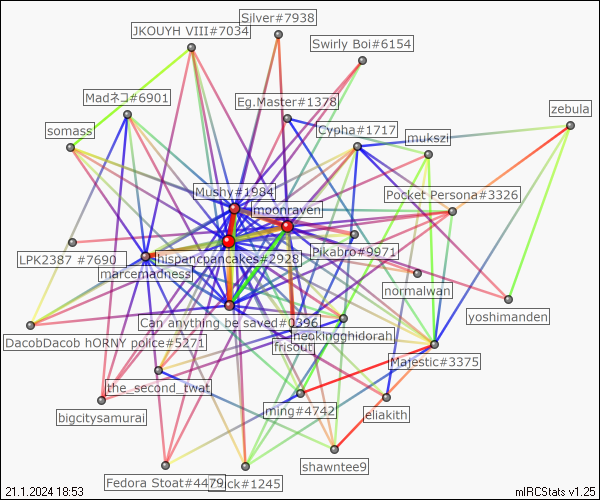 Silver#7938
JKOUYH VIII#7034
Swirly Boi#6154
Madネコ#6901
Eg.Master#1378
zebula
somass
Cypha#1717
mukszi
Mushy#1984
Pocket Persona#3326
moonraven
Pikabro#9971
LPK2387 #7690
hispancpancakes#2928
marcemadness
normalwan
yoshimanden
Can anything be saved#0396
DacobDacob hORNY police#5271
neokingghidorah
frisout
Majestic#3375
the_second_twat
bigcitysamurai
ming#4742
eliakith
shawntee9
Fedora Stoat#4479
ick#1245
21.1.2024 18:53
mIRCStats v1.25